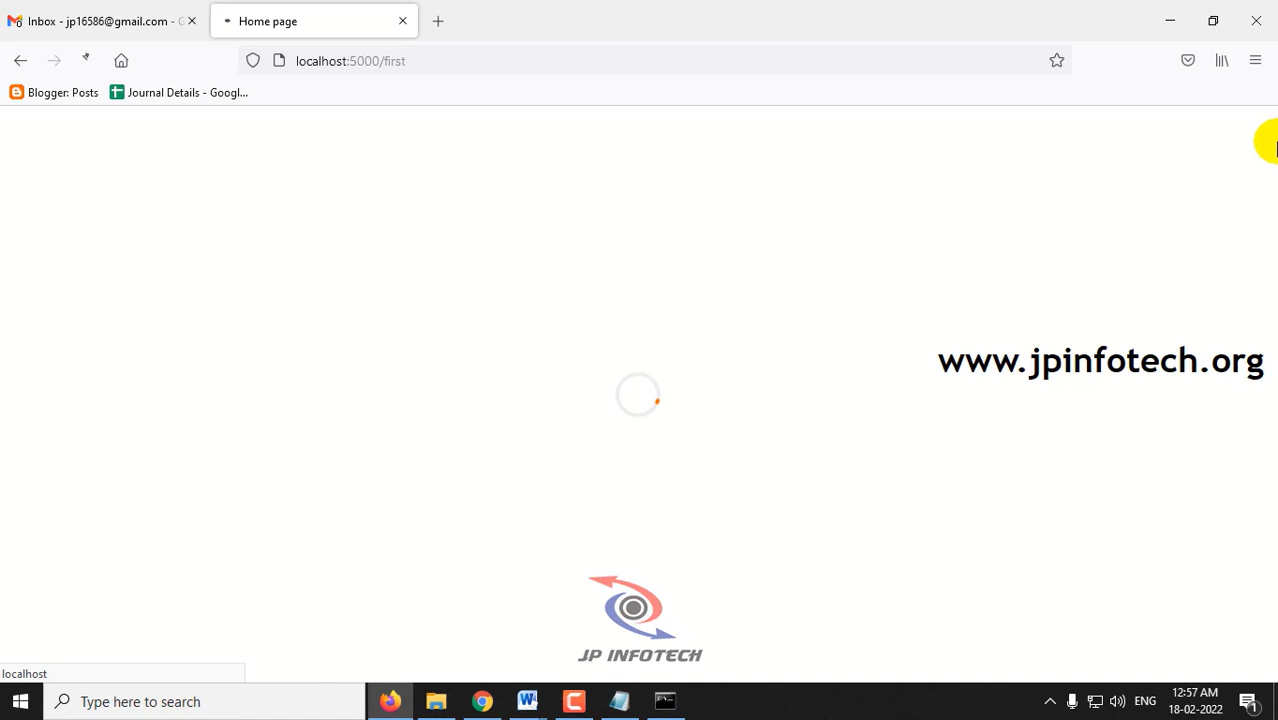 Inbox - jp16586@gmail.com - G
Home page
localhost:5000/first
Blogger: Posts
Journal Details - Googl...
www.jpinfotech.org
JP INFOTECH
localhost
Type here to search
ENG
12:57 AM
18-02-2022
1